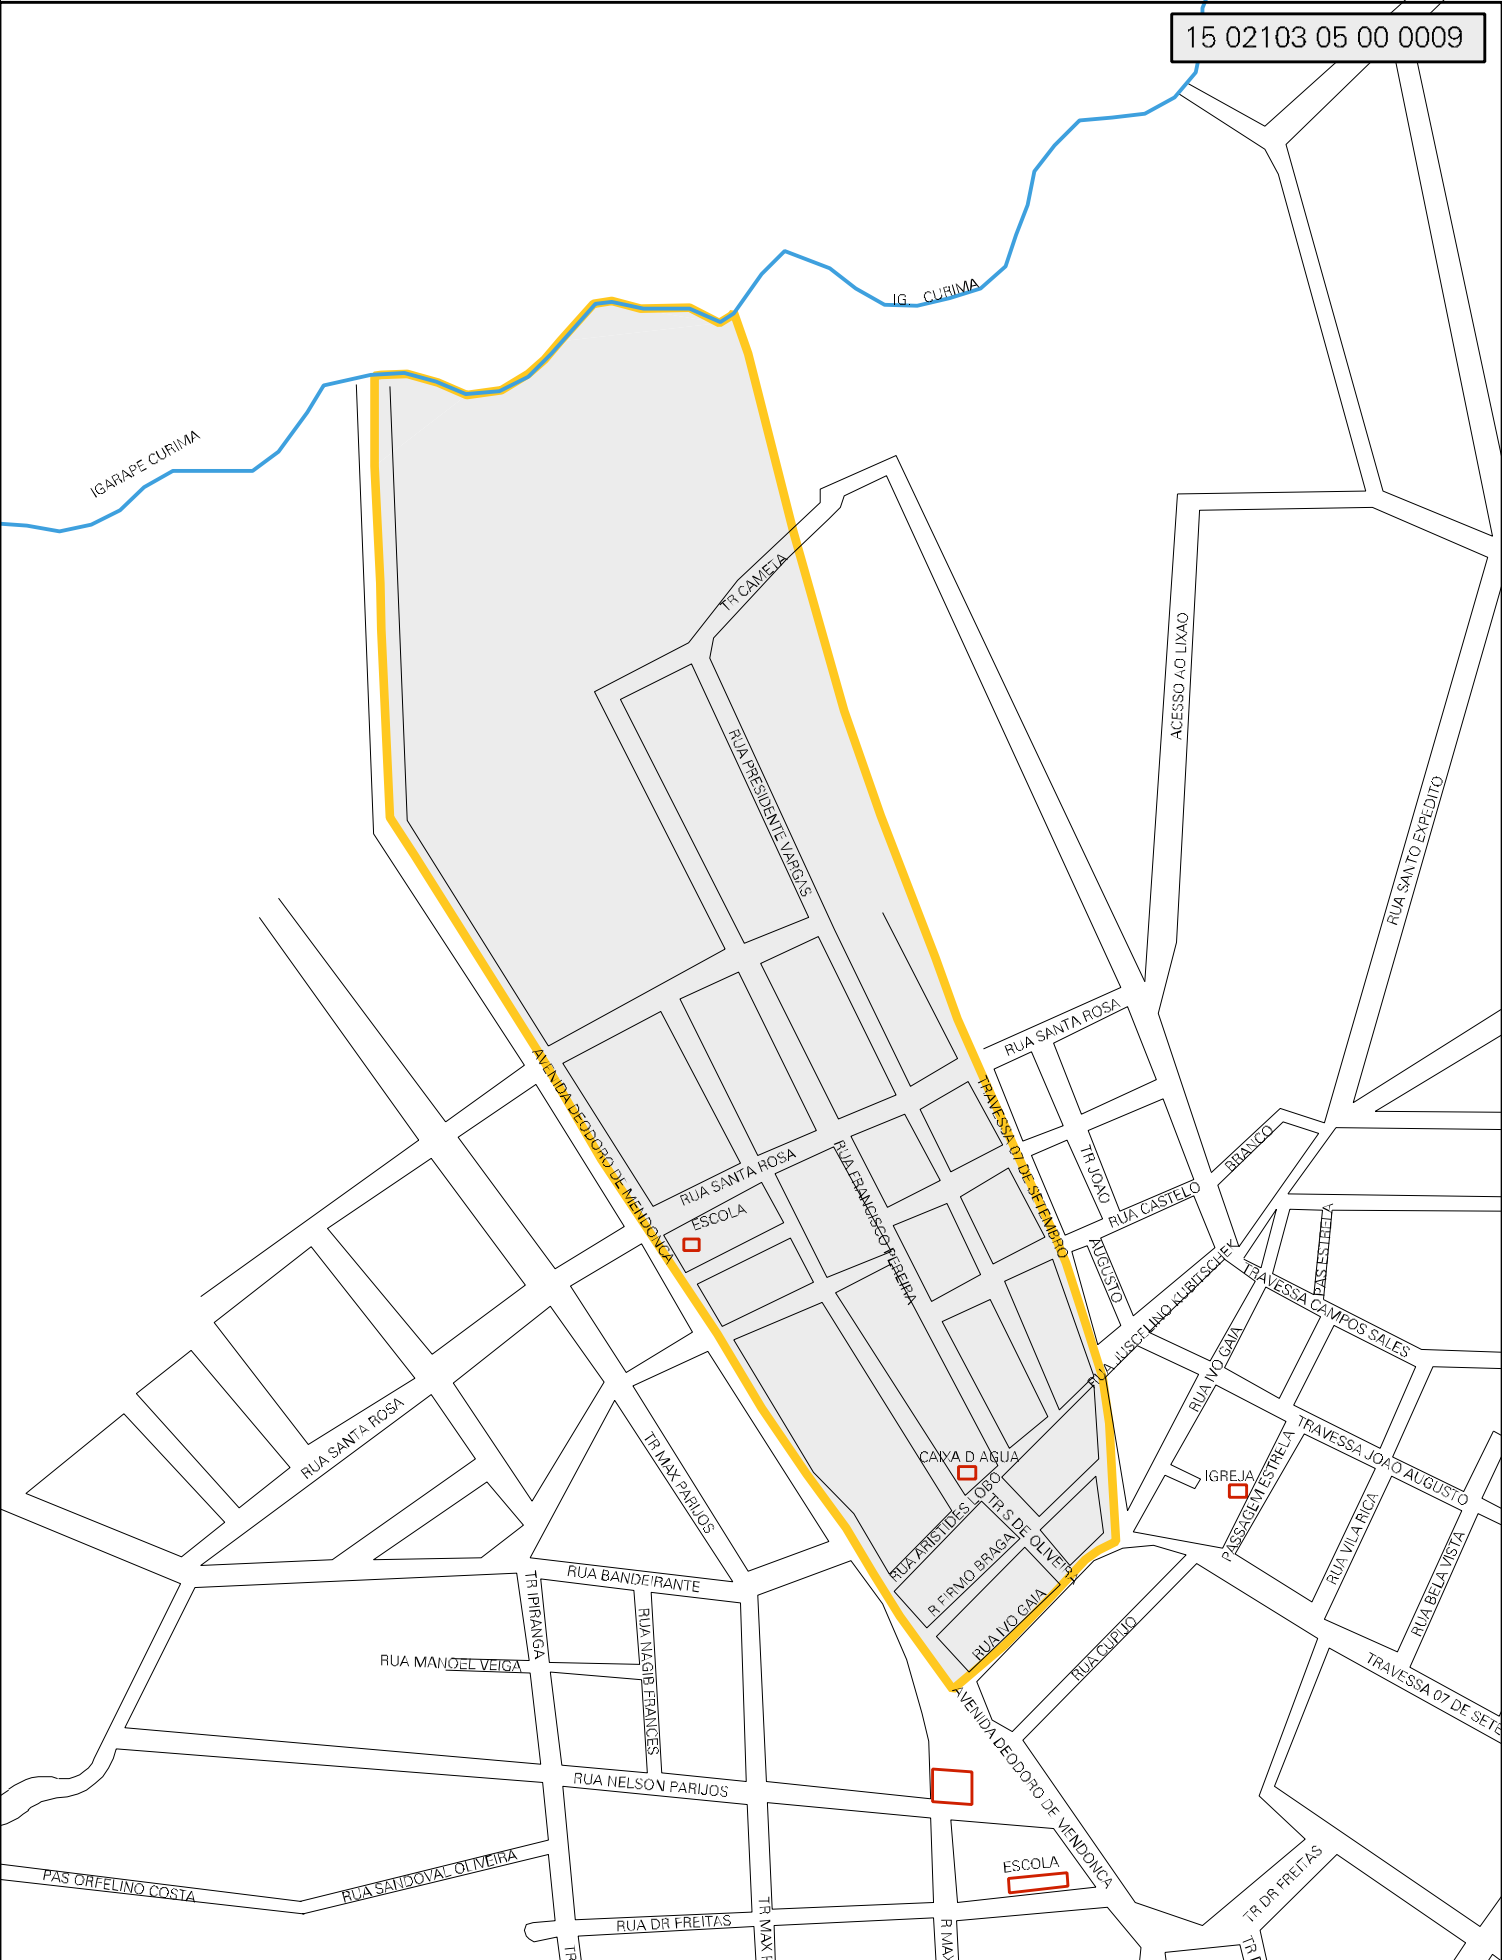 15 02103 05 00 0009
IG. CURIMA
IGARAPE CURIMA
TR CAMETA
ACESSO AO LIXAO
RUA PRESIDENTE VARGAS
RUA SANTO EXPEDITO
RUA SANTA ROSA
AVENIDA DEODORO DE MENDONCA
TRAVESSA 07 DE SETEMBRO
BRANCO
TR JOAO
RUA SANTA ROSA
RUA FRANCISCO PEREIRA
RUA CASTELO
ESCOLA
PAS ESTRELA
AUGUSTO
RUA JUSCELINO KUBITSCHEK
TRAVESSA CAMPOS SALES
RUA IVO GAIA
RUA SANTA ROSA
TR MAX PARIJOS
CAIXA D AGUA
TRAVESSA JOAO AUGUSTO
IGREJA
PASSAGEM ESTRELA
RUA ARISTIDES LOBO
TR S DE OLIVEIRA
RUA VILA RICA
RUA BELA VISTA
R FIRMO BRAGA
RUA BANDEIRANTE
TR IPIRANGA
RUA IVO GAIA
RUA NAGIB FRANCES
RUA CUPIJO
RUA MANOEL VEIGA
TRAVESSA 07 DE SETE
AVENIDA DEODORO DE MENDONCA
RUA NELSON PARIJOS
ESCOLA
RUA SANDOVAL OLIVEIRA
PAS ORFELINO COSTA
TR DR FREITAS
RUA DR FREITAS
TR MAX P
R MAX
TR
TR